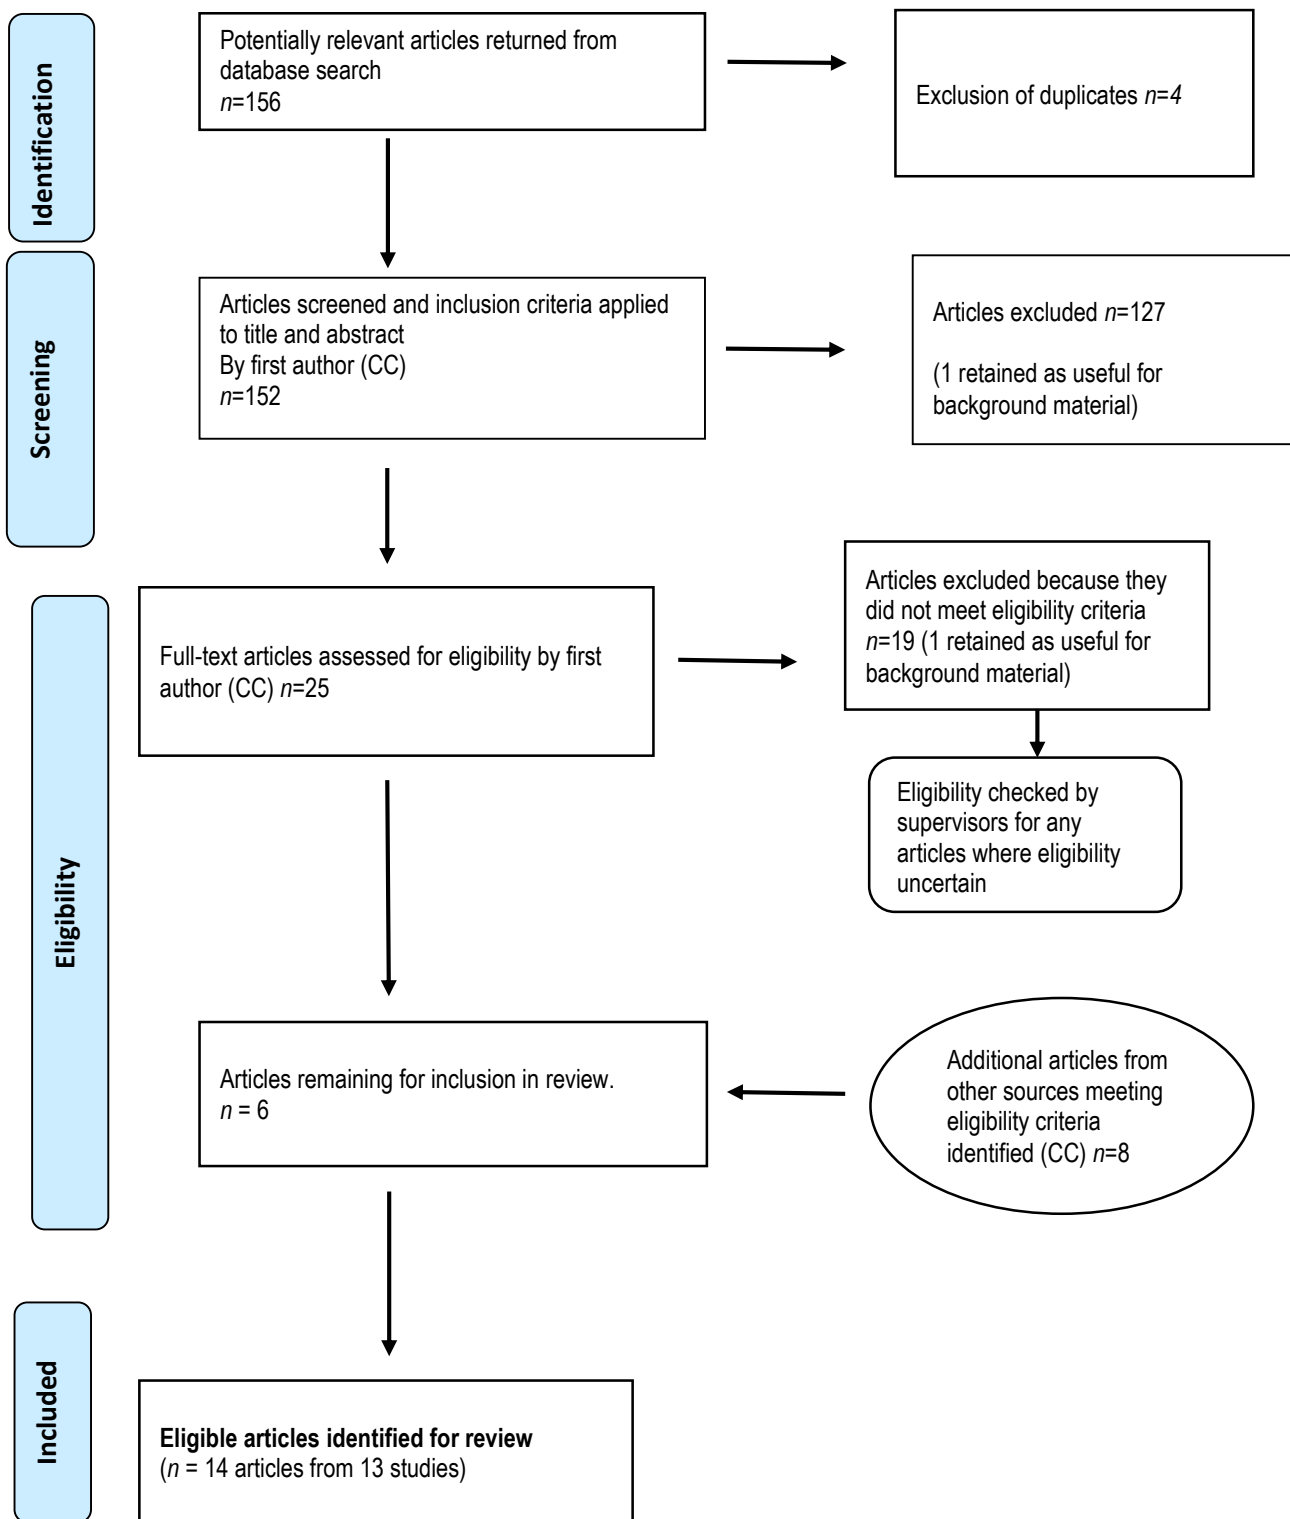 Identification
Potentially relevant articles returned from
database search
n=156
Exclusion of duplicates n=4
Screening
Articles screened and inclusion criteria applied
to title and abstract
By first author (CC)
n=152
Articles excluded n=127
(1 retained as useful for
background material)
Eligibility
Full-text articles assessed for eligibility by first
author (CC) n=25
Articles excluded because they
did not meet eligibility criteria
n=19 (1 retained as useful for
background material)
Eligibility checked by
supervisors for any
articles where eligibility
uncertain
Articles remaining for inclusion in review.
n = 6
Additional articles from
other sources meeting
eligibility criteria
identified (CC) n=8
Included
Eligible articles identified for review
(n = 14 articles from 13 studies)